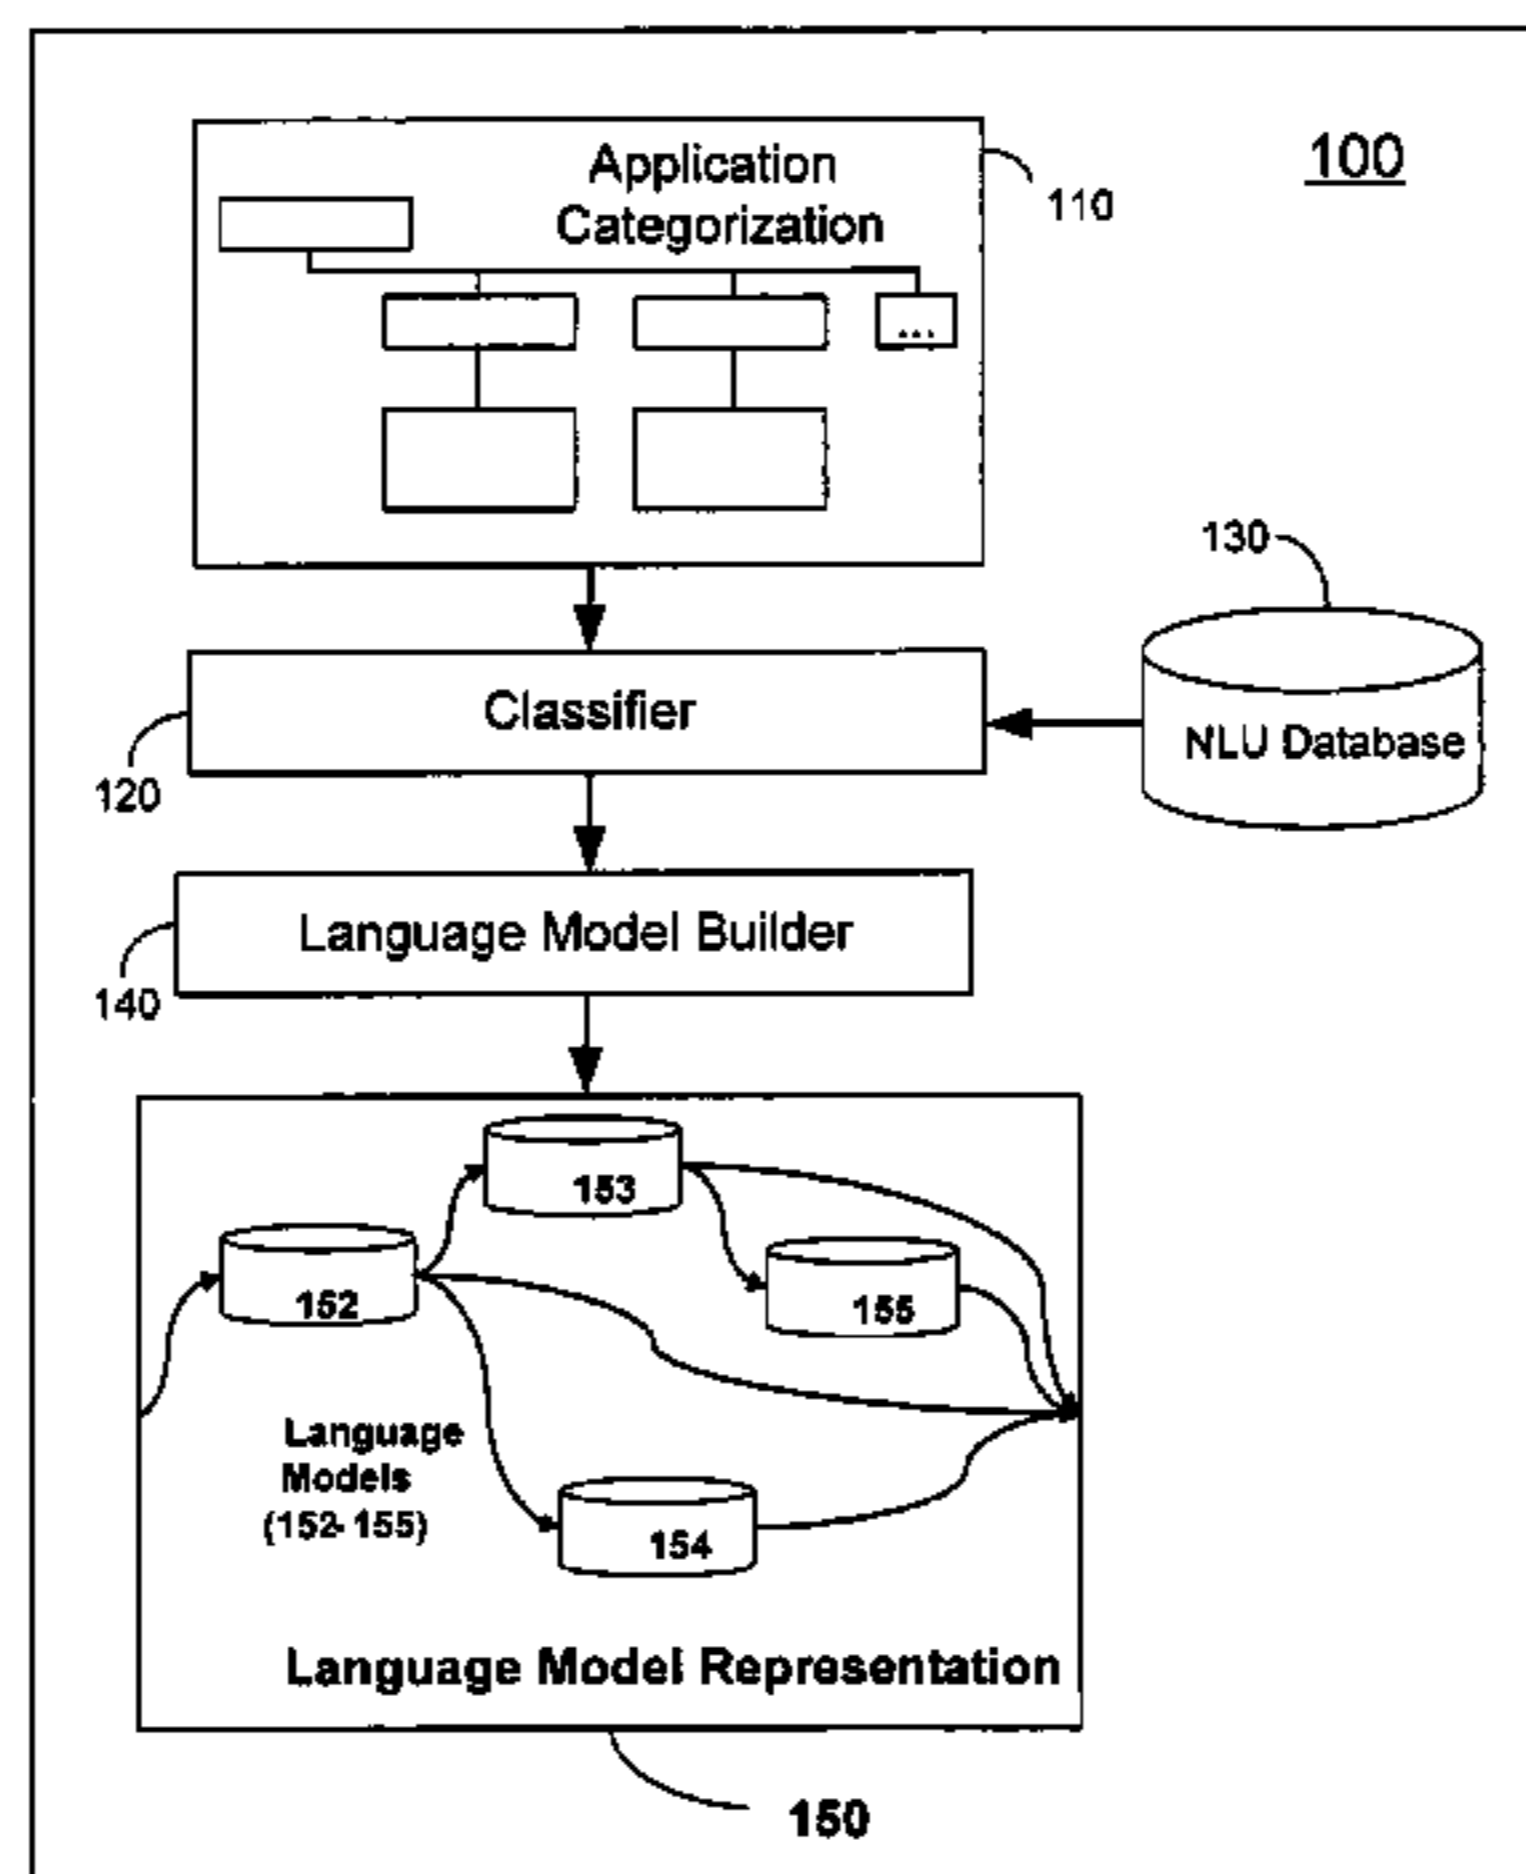 100
Application
Categorization
110
...
130
Classifier
NLU Database
120
Language Model Builder
140
153
152
155
Language
Models
(152-155)
154
Language Model Representation
150